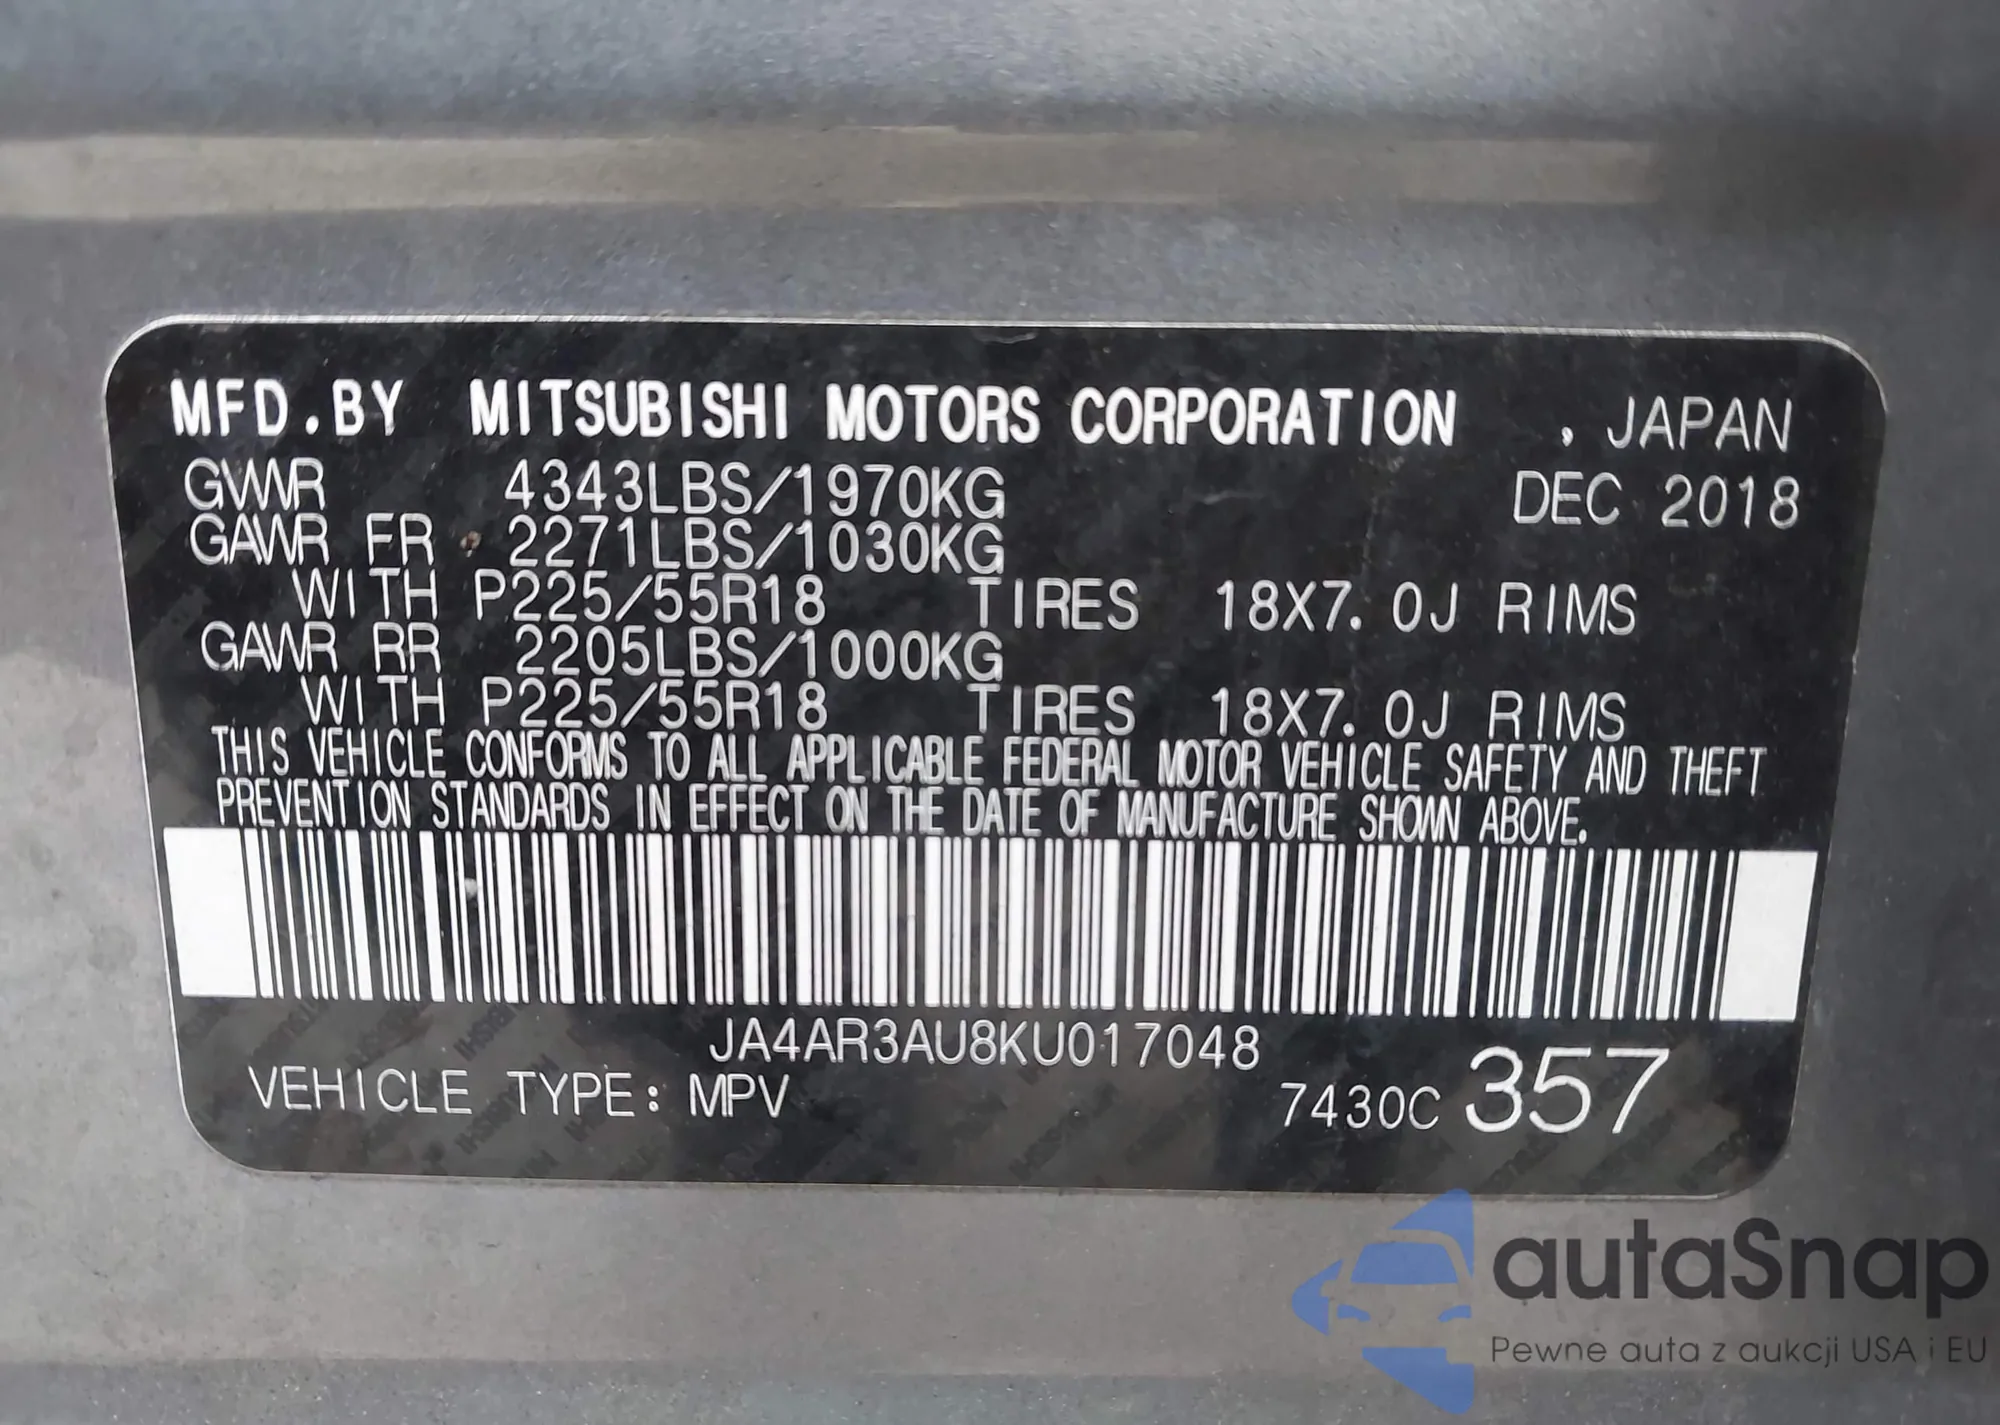 MFD.BY MITSUBISHI MOTORS CORPORATION , JAPAN
GVWR 4343LBS/1970KG DEC 2018
GAWR FR 2271LBS/1030KG
WITH P225/55R18 TIRES 18X7.0J RIMS
GAWR RR 2205LBS/1000KG
WITH P225/55R18 TIRES 18X7.0J RIMS
THIS VEHICLE CONFORMS TO ALL APPLICABLE FEDERAL MOTOR VEHICLE SAFETY AND THEFT
PREVENTION STANDARDS IN EFFECT ON THE DATE OF MANUFACTURE SHOWN ABOVE.
JA4AR3AU8KU017048
VEHICLE TYPE: MPV 7430C 357
autaSnap
Pewne auta z aukcji USA i EU